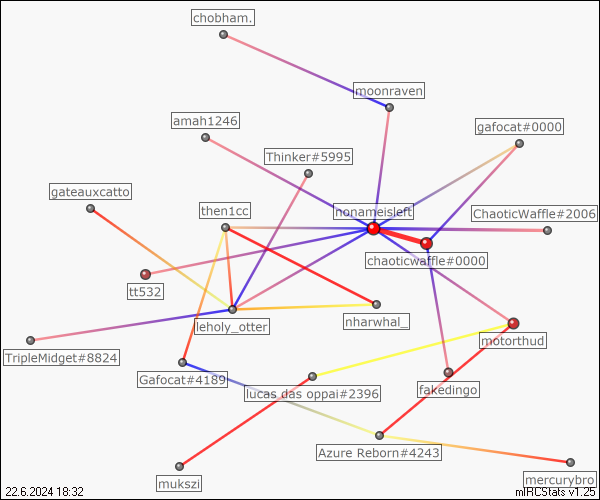 chobham.
moonraven
amah1246
gafocat#0000
Thinker#5995
gateauxcatto
then1cc
nonameisleft
ChaoticWaffle#2006
chaoticwaffle#0000
tt532
leholy_otter
nharwhal_
motorthud
TripleMidget#8824
Gafocat#4189
lucas das oppai#2396
fakedingo
Azure Reborn#4243
mukszi
mercurybro
22.6.2024 18:32
mIRCStats v1.25